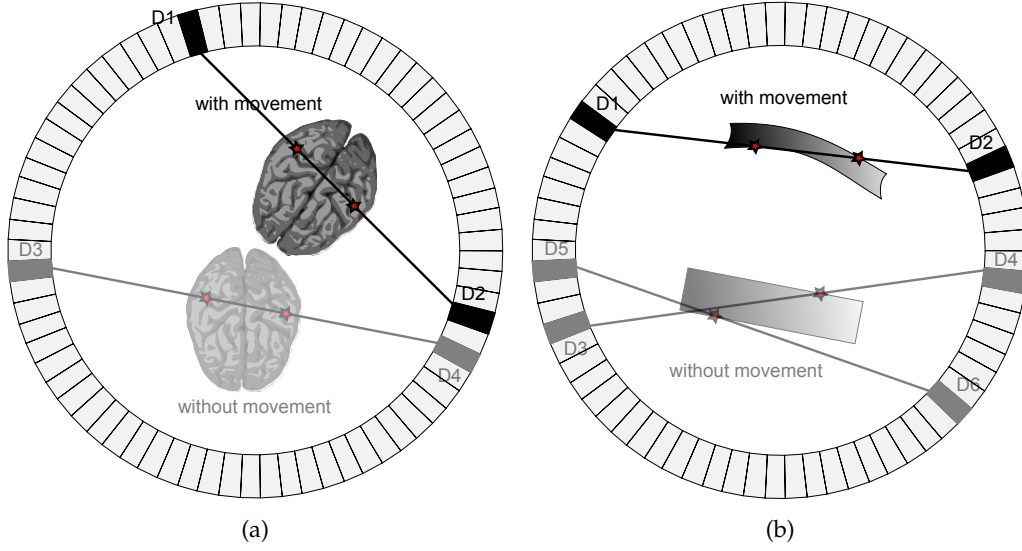 D1
with movement
D3
D2
D4
without movement
(a)
with movement
D1
D2
D5
D4
D3
without movement
D6
(b)